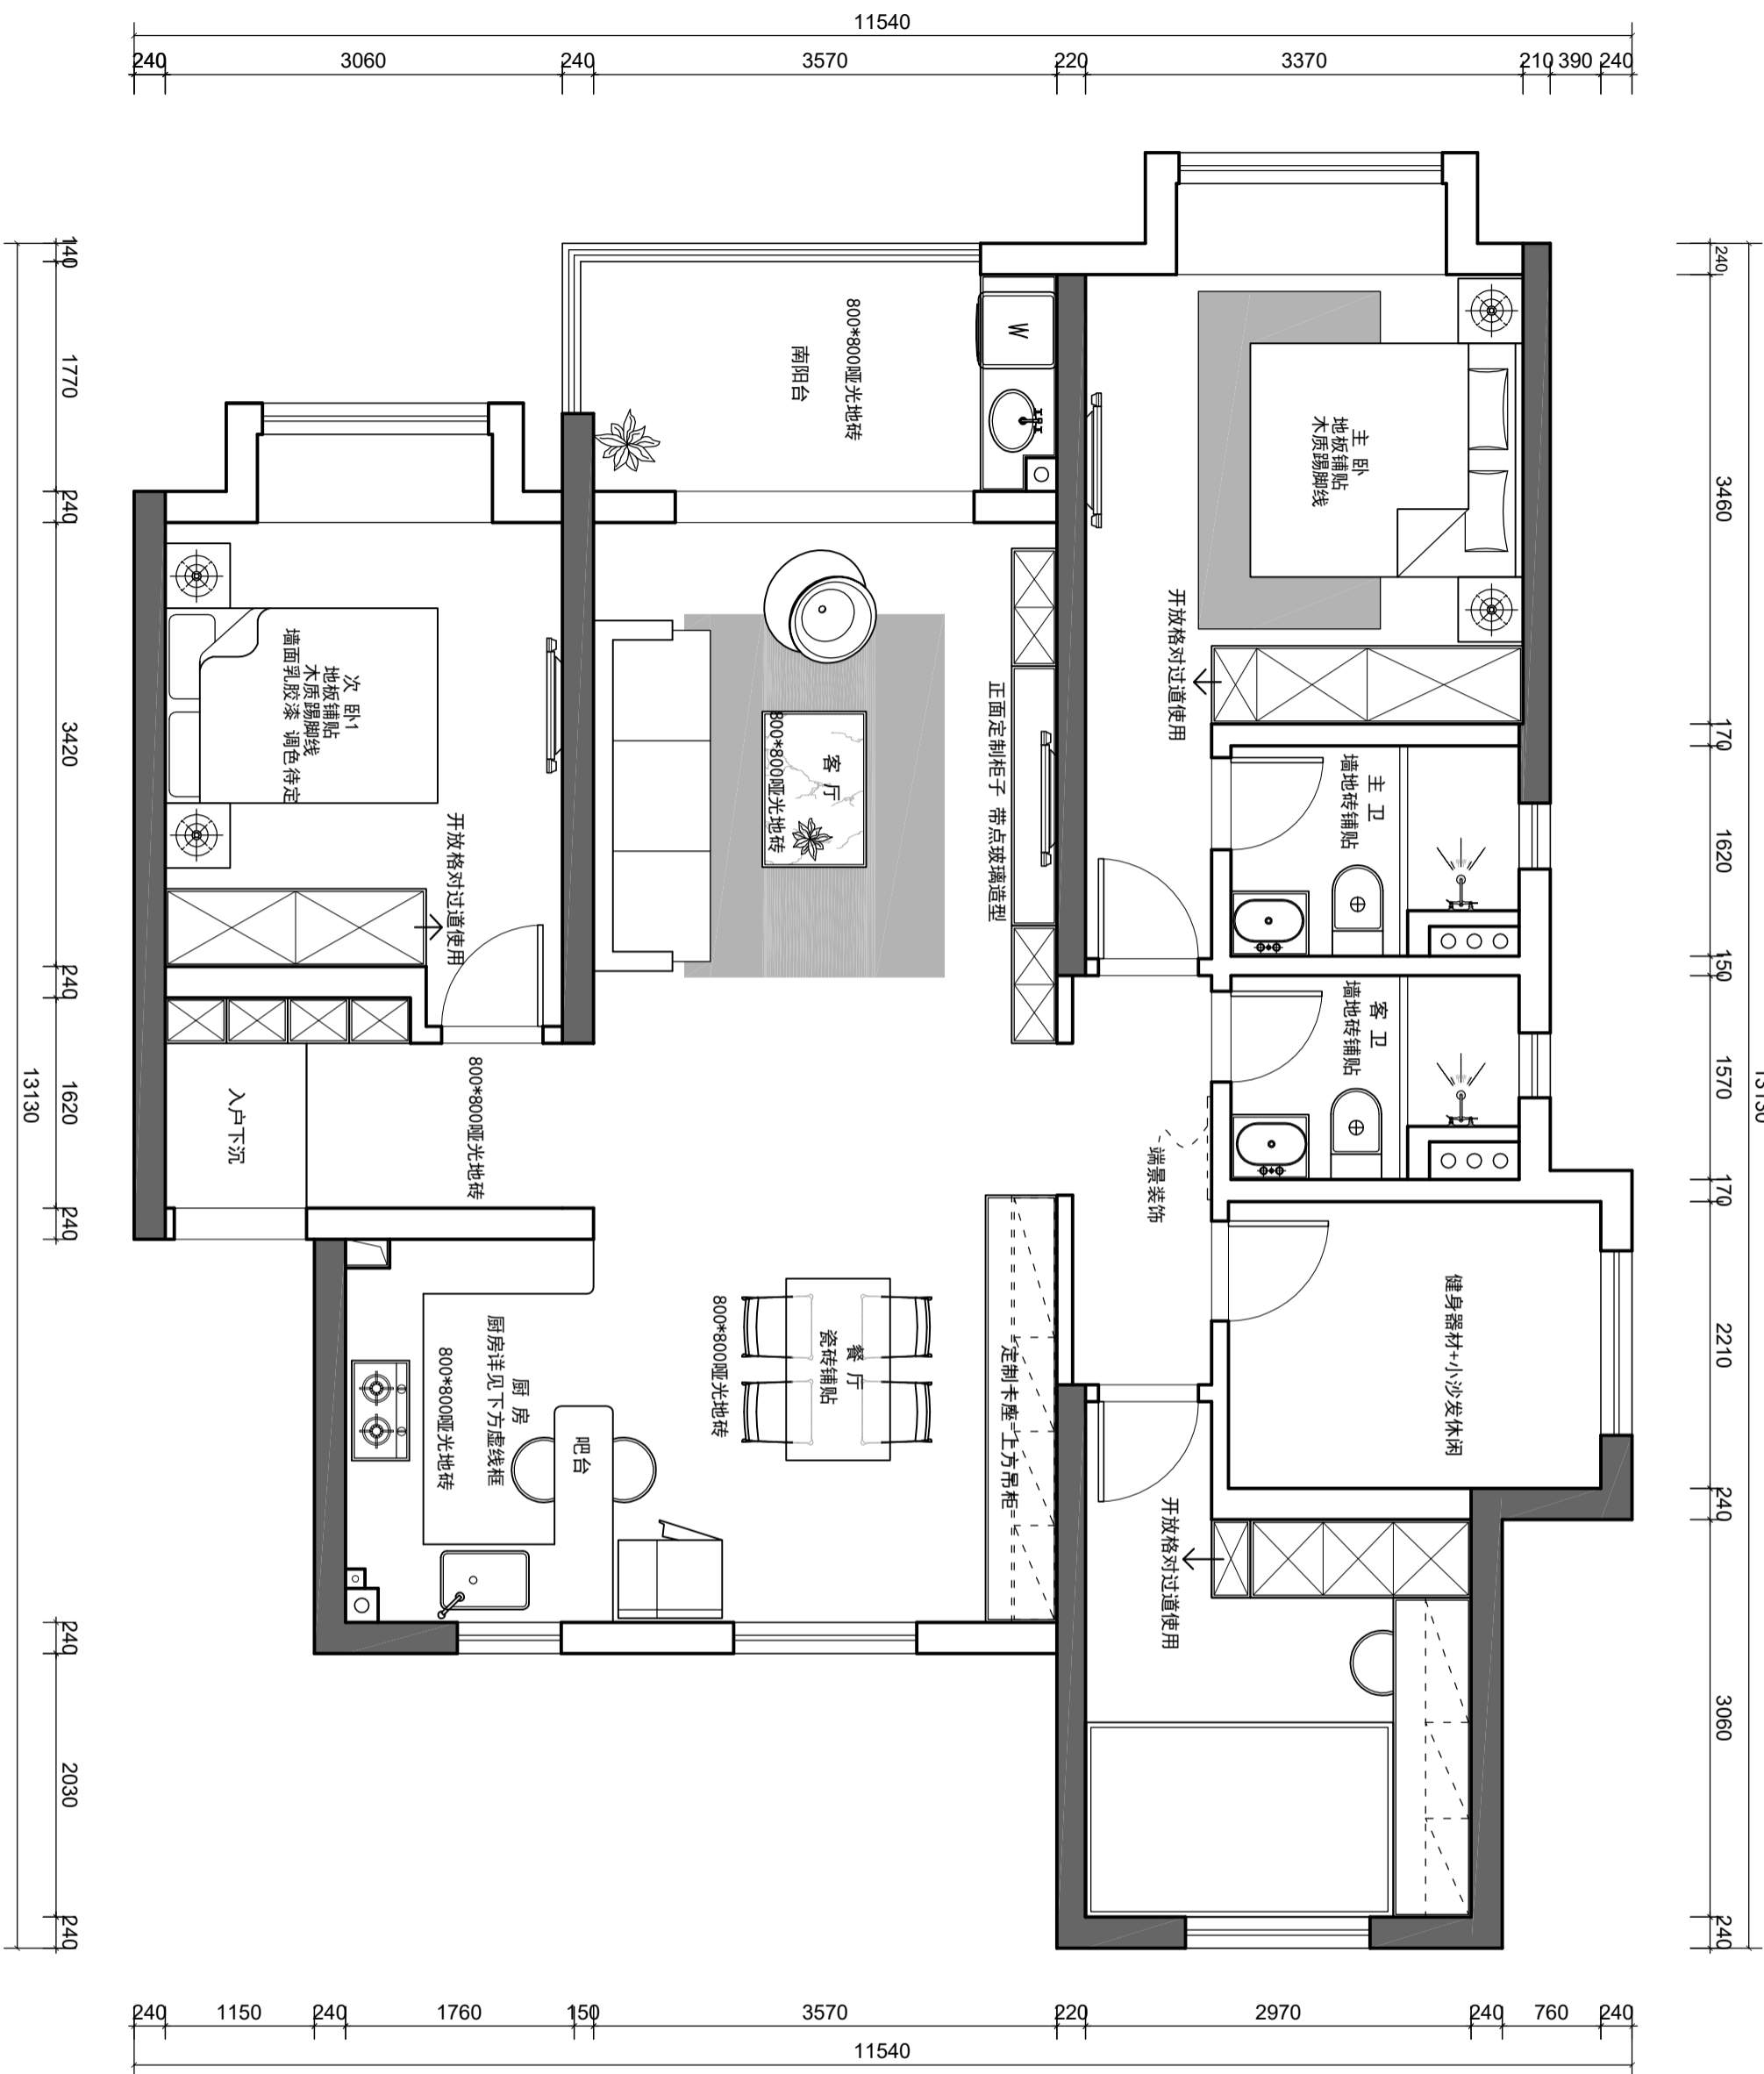 11540
240
3060
240
3570
220
3370
210
390
240
140
1770
240
3420
240
1620
240
240
2030
240
13130
240
3460
170
1620
150
1570
170
2210
240
3060
240
13130
800*800哑光地砖
南阳台
W
主 卧
地板铺贴
木质踢脚线
开放格对过道使用
次 卧1
地板铺贴
木质踢脚线
墙面乳胶漆 调色待定
开放格对过道使用
客 厅
800*800哑光地砖
正面定制柜子 带点玻璃造型
主 卫
墙地砖铺贴
客 卫
墙地砖铺贴
端景装饰
入户下沉
800*800哑光地砖
健身器材+小沙发休闲
厨 房
厨房详见下方虚线框
800*800哑光地砖
吧台
餐 厅
瓷砖铺贴
800*800哑光地砖
定制卡座 上方吊柜
开放格对过道使用
240
1150
240
1760
150
3570
220
2970
240
760
240
11540